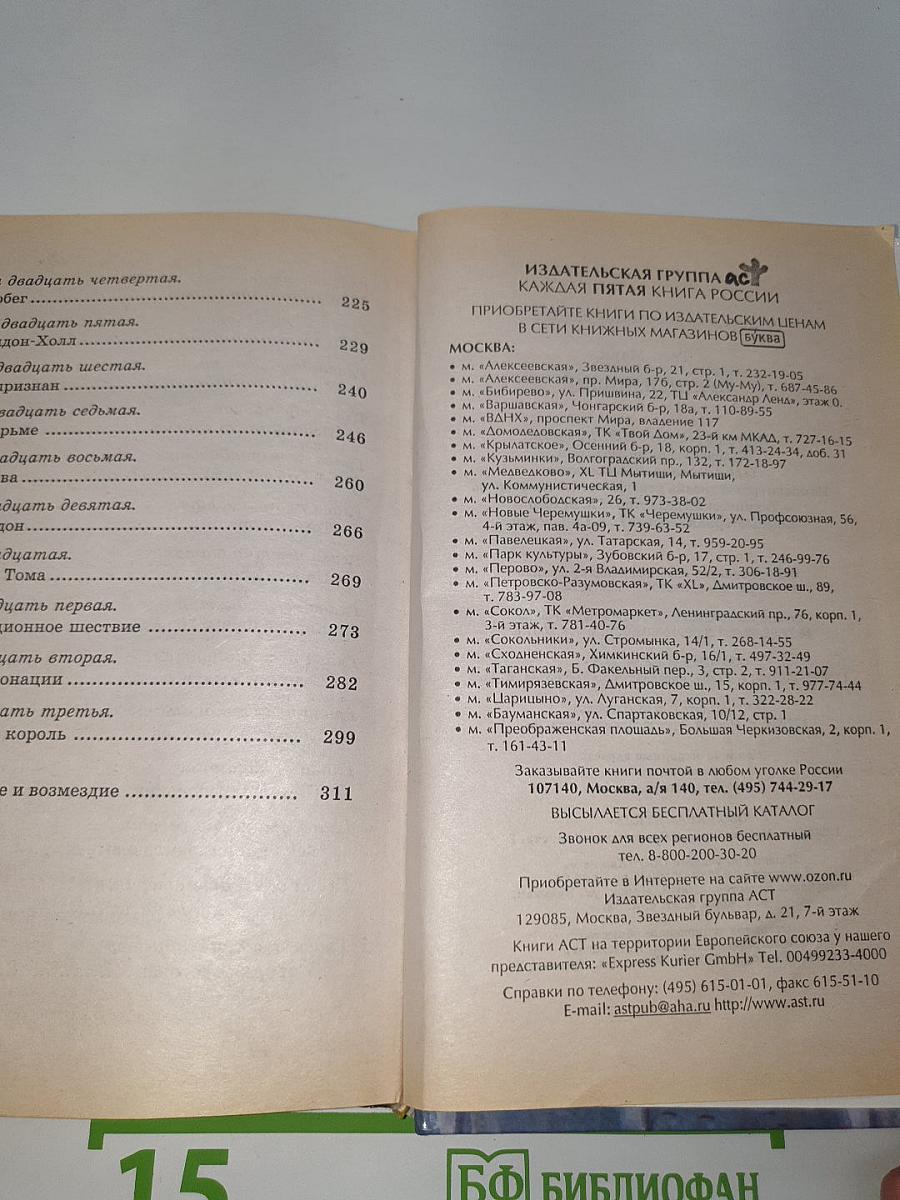 двадцать четвертая.
обег ........ 225
двадцать пятая.
дон-Холл ........ 229
двадцать шестая.
признан ........ 240
вадцать седьмая.
рьме ........ 246
адцать восьмая.
ва ........ 260
дцать девятая.
дон ........ 266
дцатая.
Тома ........ 269
дцать первая.
ционное шествие ........ 273
цать вторая.
онации ........ 282
ать третья.
король ........ 299
е и возмездие ........ 311
ИЗДАТЕЛЬСКАЯ ГРУППА аст
КАЖДАЯ ПЯТАЯ КНИГА РОССИИ
ПРИОБРЕТАЙТЕ КНИГИ ПО ИЗДАТЕЛЬСКИМ ЦЕНАМ
В СЕТИ КНИЖНЫХ МАГАЗИНОВ буква
МОСКВА:
• м. «Алексеевская», Звездный б-р, 21, стр. 1, т. 232-19-05
• м. «Алексеевская», пр. Мира, 176, стр. 2 (Му-Му), т. 687-45-86
• м. «Бибирево», ул. Пришвина, 22, ТЦ «Александр Ленд», этаж 0.
• м. «Варшавская», Чонгарский б-р, 18а, т. 110-89-55
• м. «ВДНХ», проспект Мира, владение 117
• м. «Домодедовская», ТК «Твой Дом», 23-й км МКАД, т. 727-16-15
• м. «Крылатское», Осенний б-р, 18, корп. 1, т. 413-24-34, доб. 31
• м. «Кузьминки», Волгоградский пр., 132, т. 172-18-97
• м. «Медведково», XL ТЦ Мытищи, Мытищи,
ул. Коммунистическая, 1
• м. «Новослободская», 26, т. 973-38-02
• м. «Новые Черемушки», ТК «Черемушки», ул. Профсоюзная, 56,
4-й этаж, пав. 4а-09, т. 739-63-52
• м. «Павелецкая», ул. Татарская, 14, т. 959-20-95
• м. «Парк культуры», Зубовский б-р, 17, стр. 1, т. 246-99-76
• м. «Перово», ул. 2-я Владимирская, 52/2, т. 306-18-91
• м. «Петровско-Разумовская», ТК «XL», Дмитровское ш., 89,
т. 783-97-08
• м. «Сокол», ТК «Метромаркет», Ленинградский пр., 76, корп. 1,
3-й этаж, т. 781-40-76
• м. «Сокольники», ул. Стромынка, 14/1, т. 268-14-55
• м. «Сходненская», Химкинский б-р, 16/1, т. 497-32-49
• м. «Таганская», Б. Факельный пер., 3, стр. 2, т. 911-21-07
• м. «Тимирязевская», Дмитровское ш., 15, корп. 1, т. 977-74-44
• м. «Царицыно», ул. Луганская, 7, корп. 1, т. 322-28-22
• м. «Бауманская», ул. Спартаковская, 10/12, стр. 1
• м. «Преображенская площадь», Большая Черкизовская, 2, корп. 1,
т. 161-43-11
Заказывайте книги почтой в любом уголке России
107140, Москва, а/я 140, тел. (495) 744-29-17
ВЫСЫЛАЕТСЯ БЕСПЛАТНЫЙ КАТАЛОГ
Звонок для всех регионов бесплатный
тел. 8-800-200-30-20
Приобретайте в Интернете на сайте www.ozon.ru
Издательская группа АСТ
129085, Москва, Звездный бульвар, д. 21, 7-й этаж
Книги АСТ на территории Европейского союза у нашего
представителя: «Express Kurier GmbH» Tel. 00499233-4000
Справки по телефону: (495) 615-01-01, факс 615-51-10
E-mail: astpub@aha.ru http://www.ast.ru
15 БФ БИБЛИОФАН